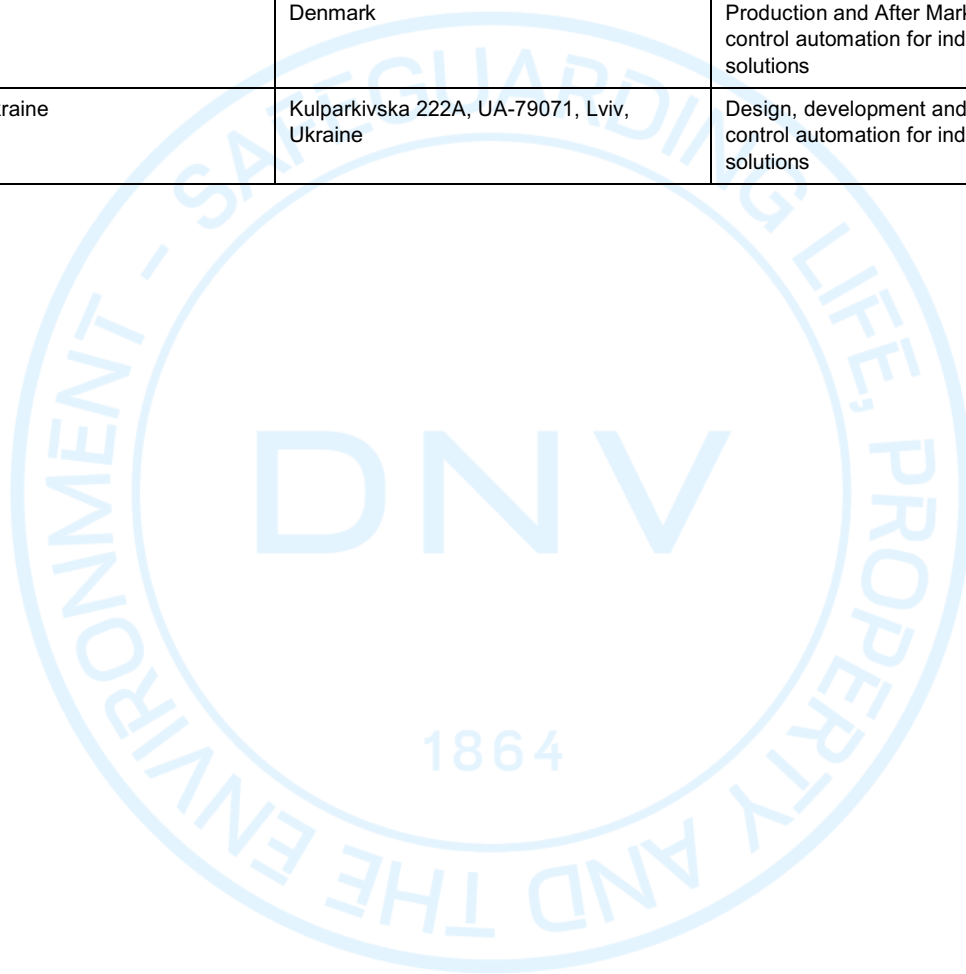 Denmark
Production and After Mar
control automation for ind
solutions
raine
Kulparkivska 222A, UA-79071, Lviv,
Ukraine
Design, development and
control automation for ind
solutions
SAFEGUARDING LIFE, PROPERTY AND THE ENVIRONMENT -
DNV
1864